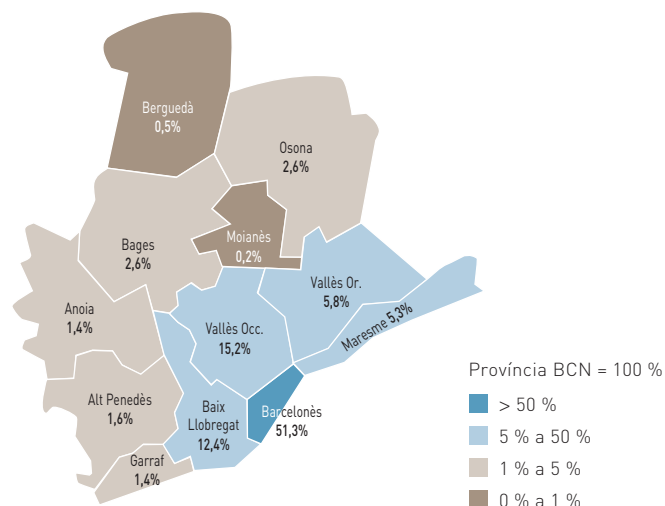 Berguedà
0,5%
Osona
2,6%
Bages
2,6%
Moianès
0,2%
Anoia
1,4%
Vallès Or.
5,8%
Maresme 5,3%
Vallès Occ.
15,2%
Alt Penedès
1,6%
Baix
Llobregat
12,4%
Barcelonès
51,3%
Garraf
1,4%
Província BCN = 100 %
> 50 %
5 % a 50 %
1 % a 5 %
0 % a 1 %